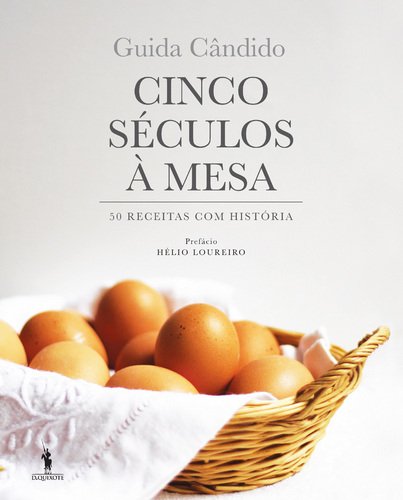 Guida Cândido
CINCO
SÉCULOS
À MESA
50 RECEITAS COM HISTÓRIA
Prefácio
HÉLIO LOUREIRO
D.QUIXOTE